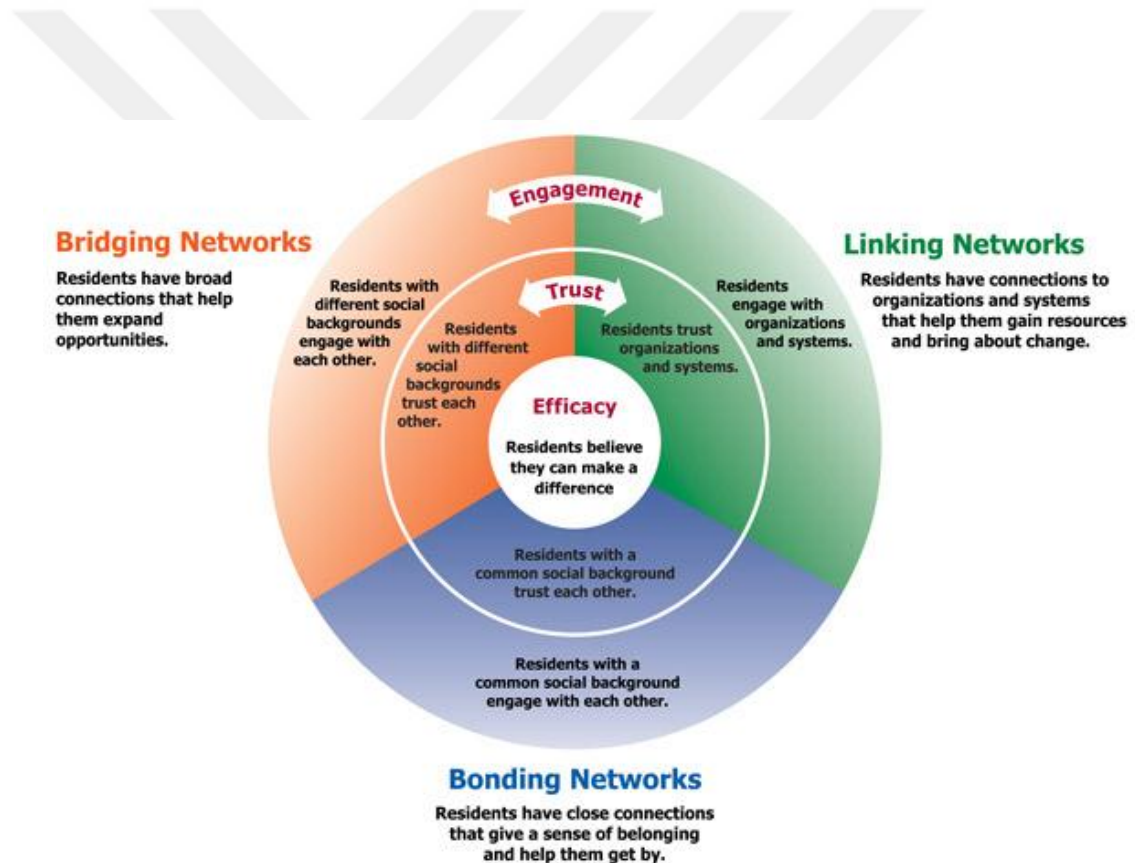 Engagement
Trust
Bridging Networks
Residents have broad
connections that help
them expand
opportunities.
Residents with
different social
backgrounds
engage with
each other.
Residents
with different
social
backgrounds
trust each
other.
Residents trust
organizations
and systems.
Residents
engage with
organizations
and systems.
Linking Networks
Residents have connections to
organizations and systems
that help them gain resources
and bring about change.
Efficacy
Residents believe
they can make a
difference
Residents with a
common social background
trust each other.
Residents with a
common social background
engage with each other.
Bonding Networks
Residents have close connections
that give a sense of belonging
and help them get by.